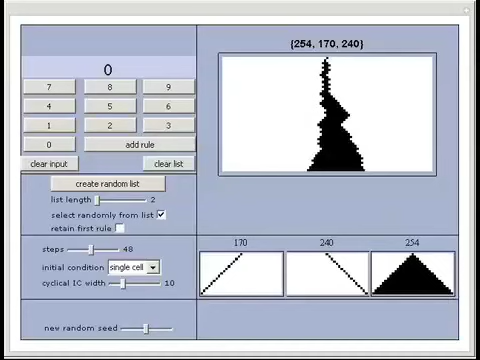 {254, 170, 240}
0
7 8 9
4 5 6
1 2 3
0 add rule
clear input clear list
create random list
list length 2
select randomly from list
retain first rule
steps 48
initial condition single cell
cyclical IC width 10
170 240 254
new random seed